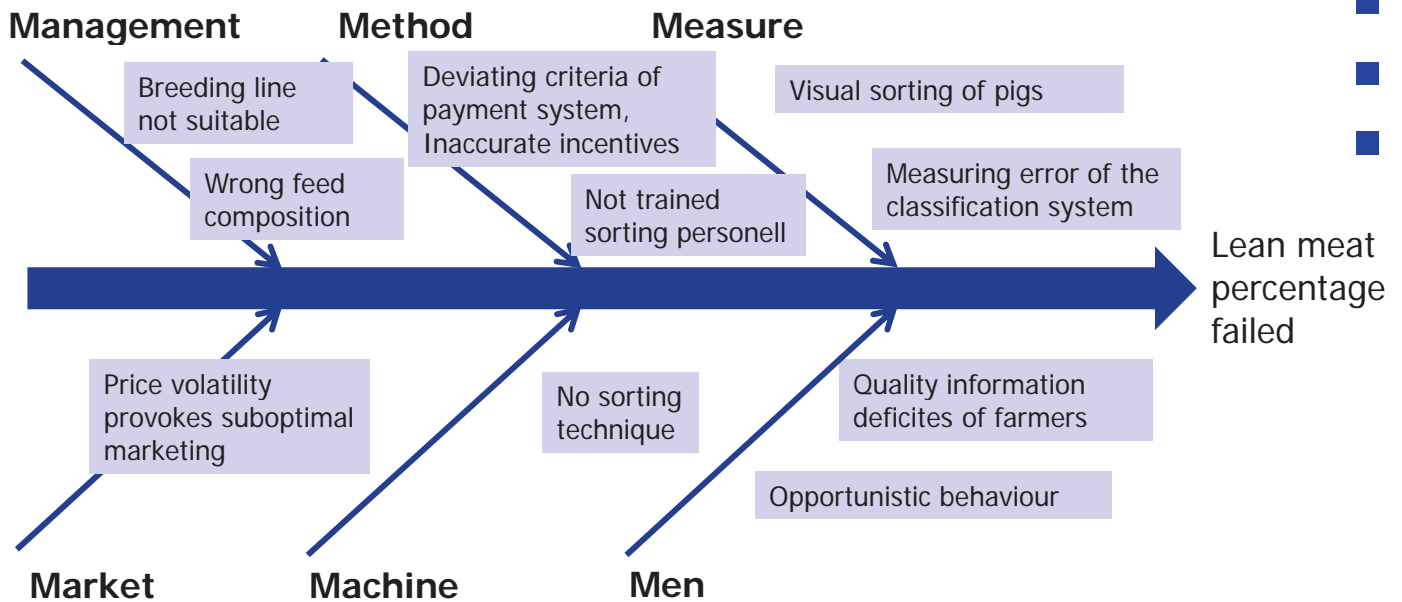 Management
Method
Measure
Breeding line
not suitable
Deviating criteria of
payment system,
Inaccurate incentives
Visual sorting of pigs
Wrong feed
composition
Not trained
sorting personell
Measuring error of the
classification system
Lean meat
percentage
failed
Price volatility
provokes suboptimal
marketing
No sorting
technique
Quality information
deficites of farmers
Opportunistic behaviour
Market
Machine
Men